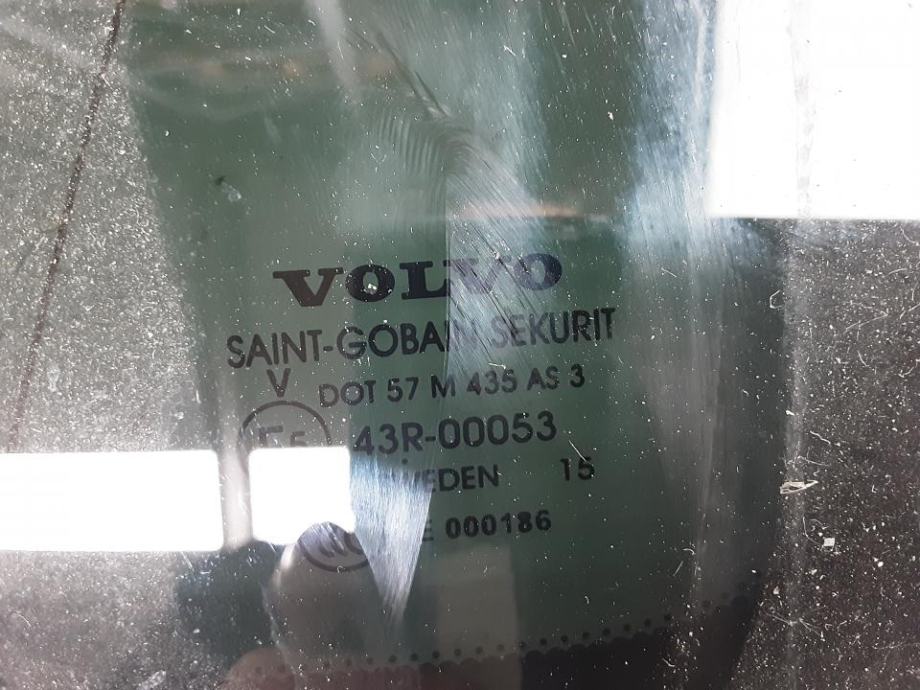 VOLVO
SAINT-GOBAIN SEKURIT
V DOT 57 M 435 AS 3
43R-00053
15
000186